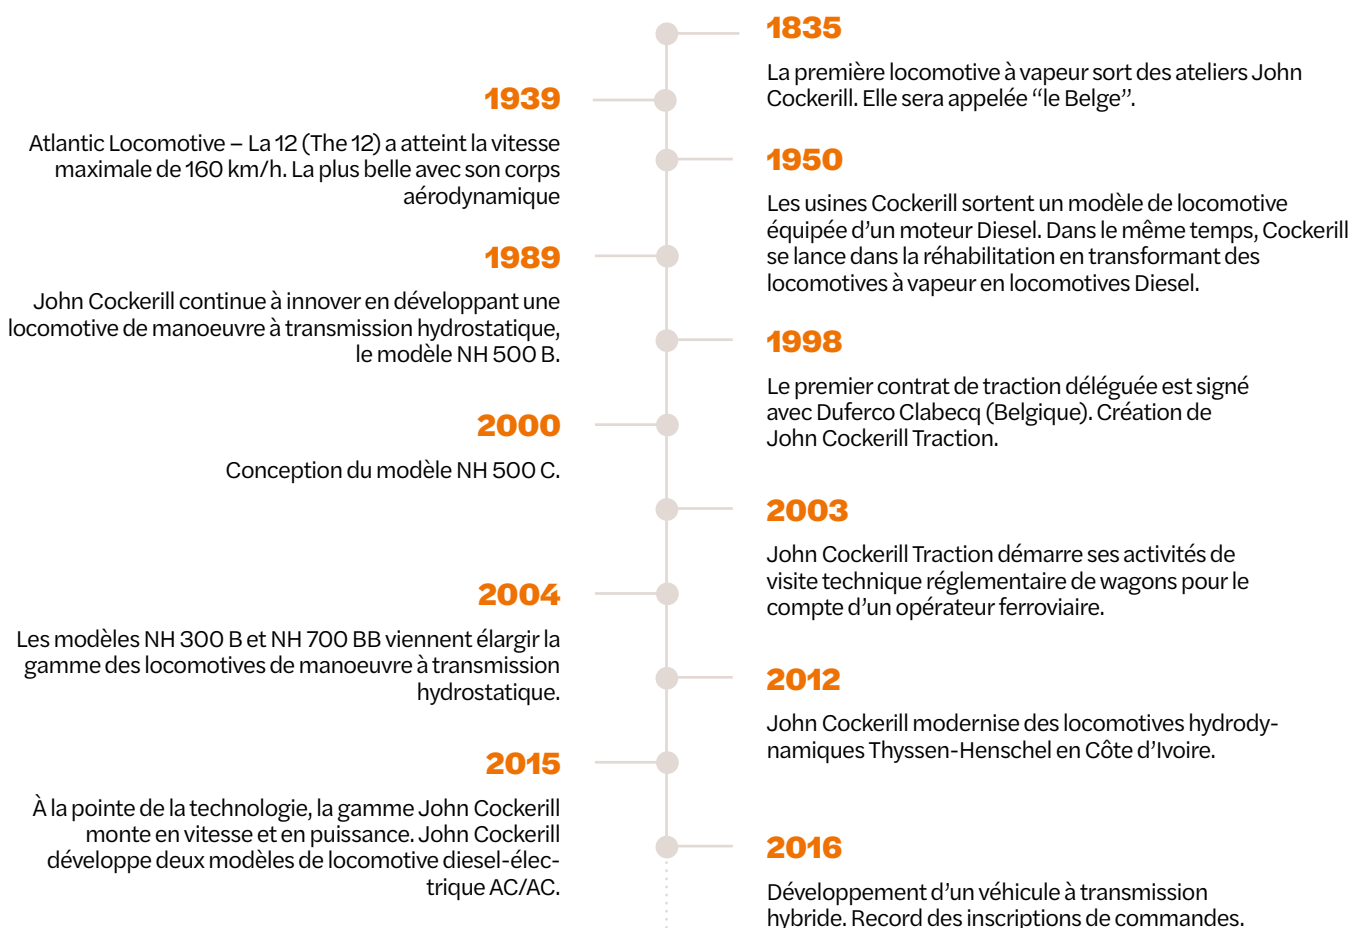 1835
La première locomotive à vapeur sort des ateliers John
Cockerill. Elle sera appelée “le Belge”.
1939
Atlantic Locomotive – La 12 (The 12) a atteint la vitesse
maximale de 160 km/h. La plus belle avec son corps
aérodynamique
1950
Les usines Cockerill sortent un modèle de locomotive
équipée d’un moteur Diesel. Dans le même temps, Cockerill
se lance dans la réhabilitation en transformant des
locomotives à vapeur en locomotives Diesel.
1989
John Cockerill continue à innover en développant une
locomotive de manoeuvre à transmission hydrostatique,
le modèle NH 500 B.
1998
Le premier contrat de traction déléguée est signé
avec Duferco Clabecq (Belgique). Création de
John Cockerill Traction.
2000
Conception du modèle NH 500 C.
2003
John Cockerill Traction démarre ses activités de
visite technique réglementaire de wagons pour le
compte d’un opérateur ferroviaire.
2004
Les modèles NH 300 B et NH 700 BB viennent élargir la
gamme des locomotives de manoeuvre à transmission
hydrostatique.
2012
John Cockerill modernise des locomotives hydrody-
namiques Thyssen-Henschel en Côte d’Ivoire.
2015
À la pointe de la technologie, la gamme John Cockerill
monte en vitesse et en puissance. John Cockerill
développe deux modèles de locomotive diesel-élec-
trique AC/AC.
2016
Développement d’un véhicule à transmission
hybride. Record des inscriptions de commandes.